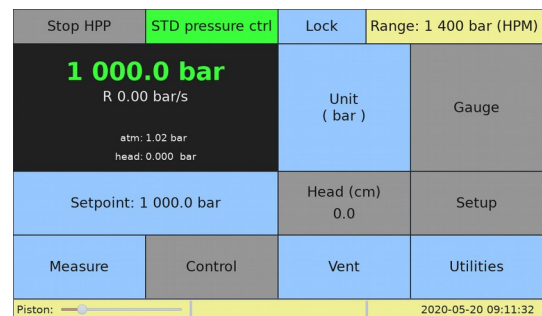 Stop HPP
STD pressure ctrl
Lock
Range: 1 400 bar (HPM)
1 000.0 bar
R 0.00 bar/s
atm: 1.02 bar
head: 0.000 bar
Unit
( bar )
Gauge
Setpoint: 1 000.0 bar
Head (cm)
0.0
Setup
Measure
Control
Vent
Utilities
Piston:
2020-05-20 09:11:32